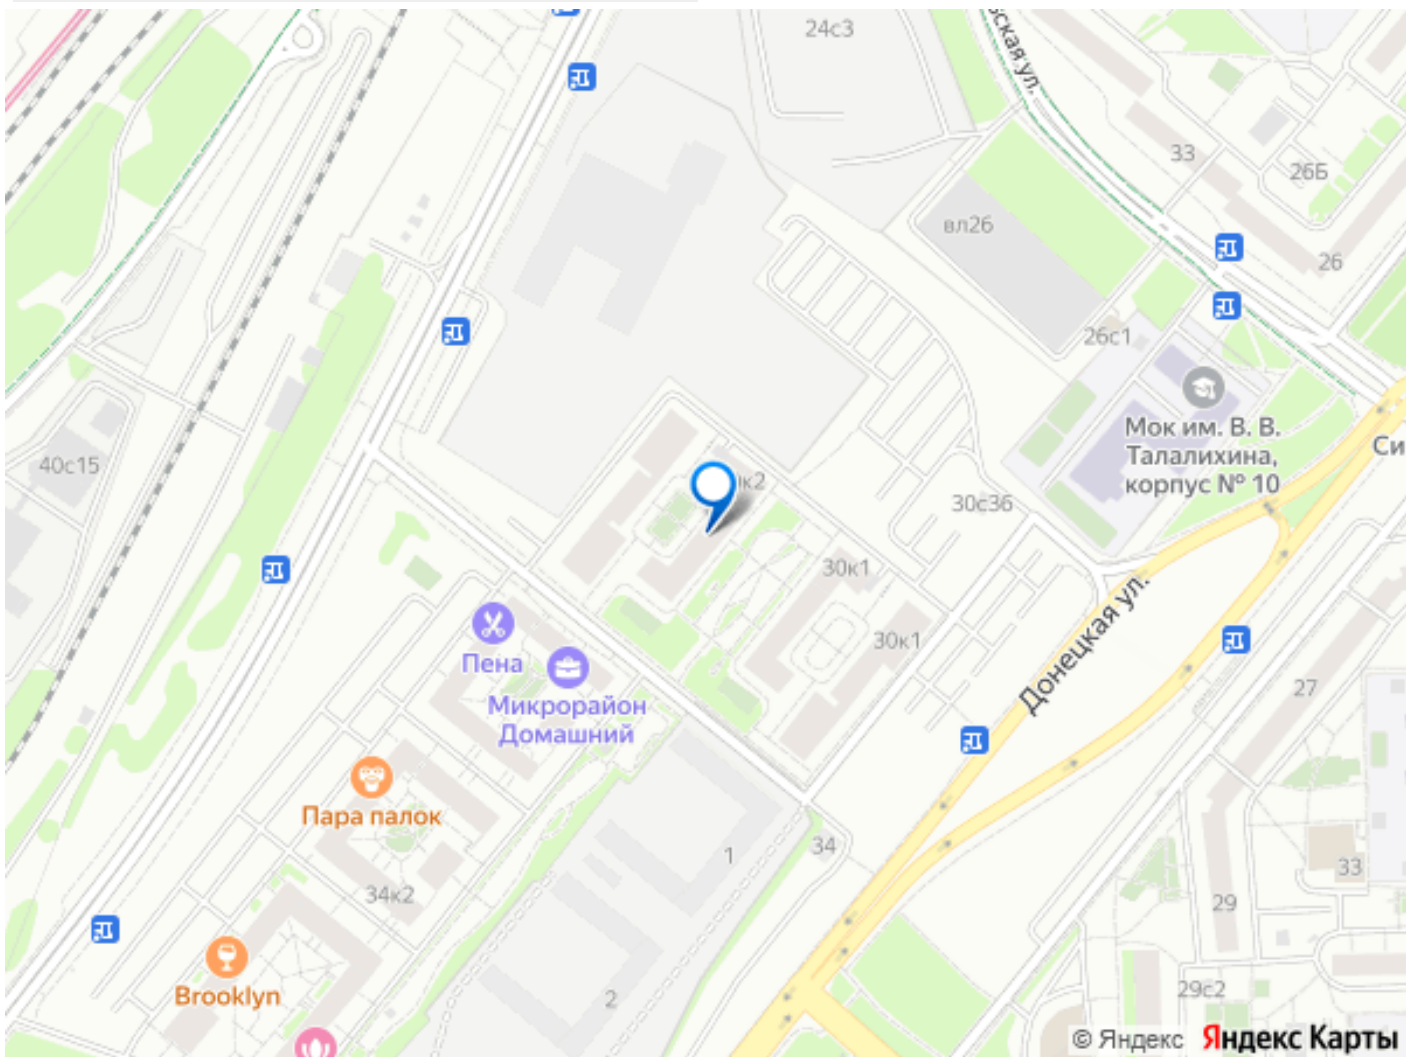 24с3
ская ул.
33
26Б
вл26
26
26с1
Мок им. В. В.
Талалихина,
корпус № 10
Си
40с15
к2
30с36
30к1
Донецкая ул.
30к1
Пена
Микрорайон
Домашний
27
Пара палок
34
1
33
34к2
29
Brooklyn
2
29с2
© Яндекс Яндекс Карты